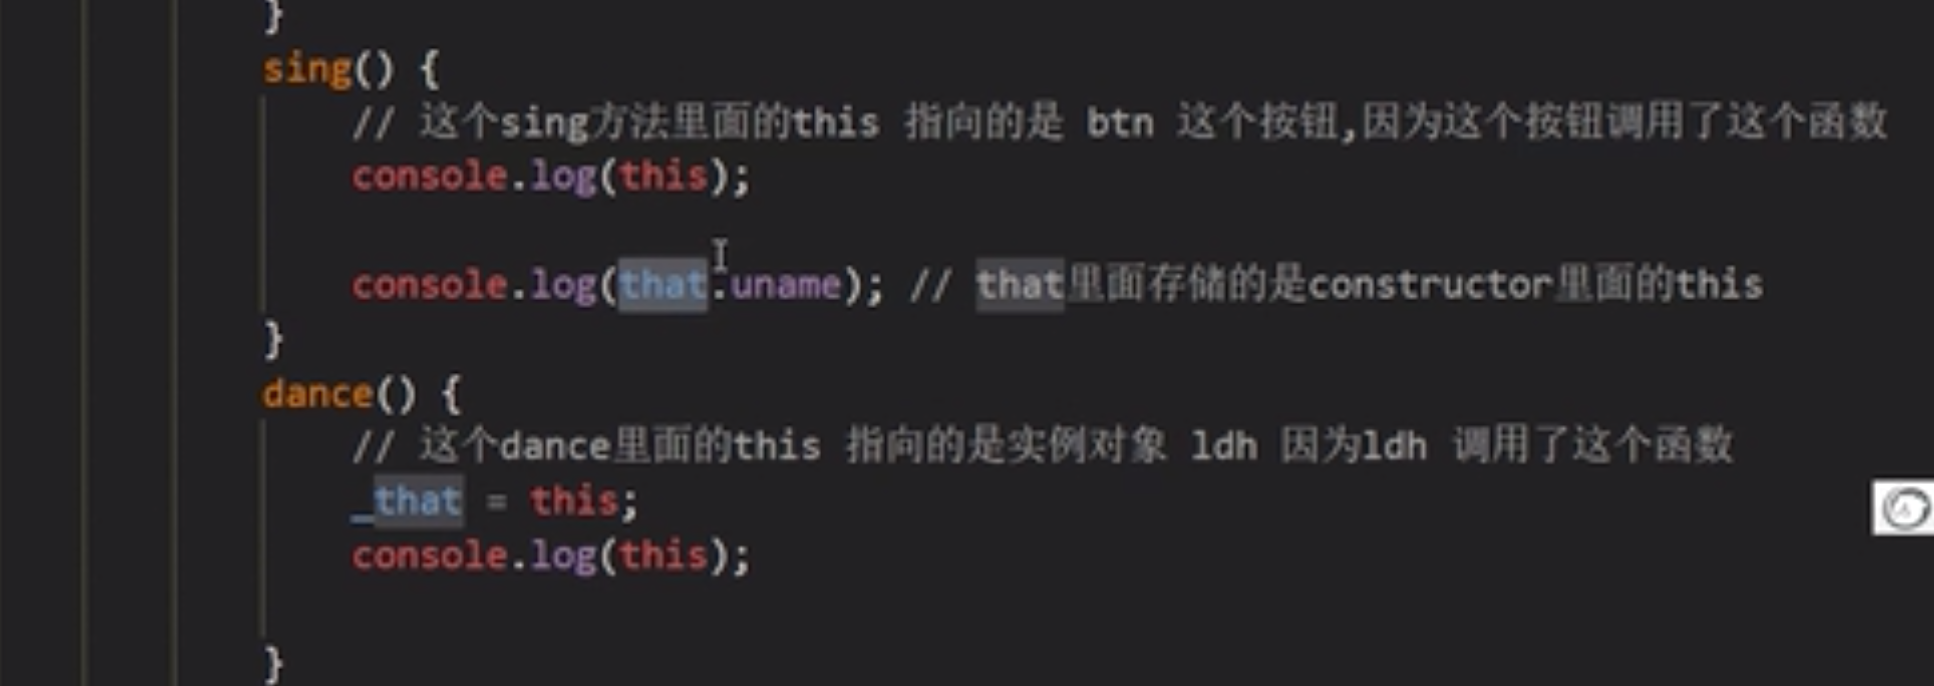 }
sing() {
// 这个sing方法里面的this 指向的是 btn 这个按钮,因为这个按钮调用了这个函数
console.log(this);
console.log(that.uname); // that里面存储的是constructor里面的this
}
dance() {
// 这个dance里面的this 指向的是实例对象 ldh 因为ldh 调用了这个函数
_that = this;
console.log(this);
}